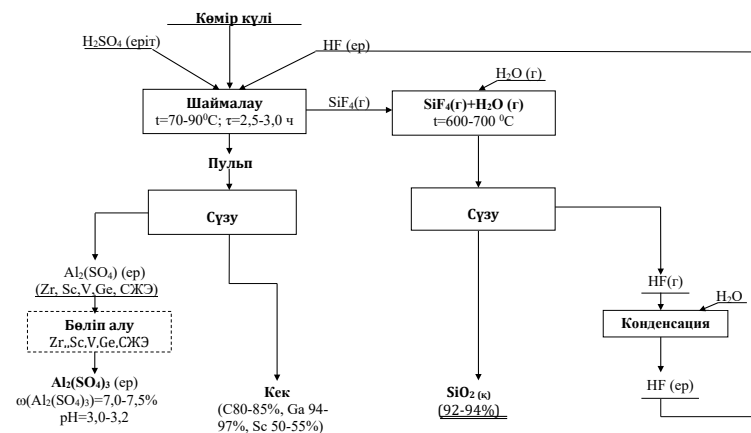 Көмір күлі
H₂SO₄ (еріт)
HF (ер)
H₂O (г)
Шаймалау
t=70-90⁰C; τ=2,5-3,0 ч
SiF₄(г)
SiF₄(г)+H₂O (г)
t=600-700 ⁰C
Пульп
Сүзу
Сүзу
Al₂(SO₄) (ер)
(Zr, Sc,V,Ge, СЖЭ)
HF(г)
H₂O
Бөліп алу
Zr,,Sc,V,Ge,СЖЭ
Конденсация
Al₂(SO₄)₃ (ер)
ω(Al₂(SO₄)₃)=7,0-7,5%
pH=3,0-3,2
Кек
(C80-85%, Ga 94-
97%, Sc 50-55%)
SiO₂ (қ)
(92-94%)
HF (ер)